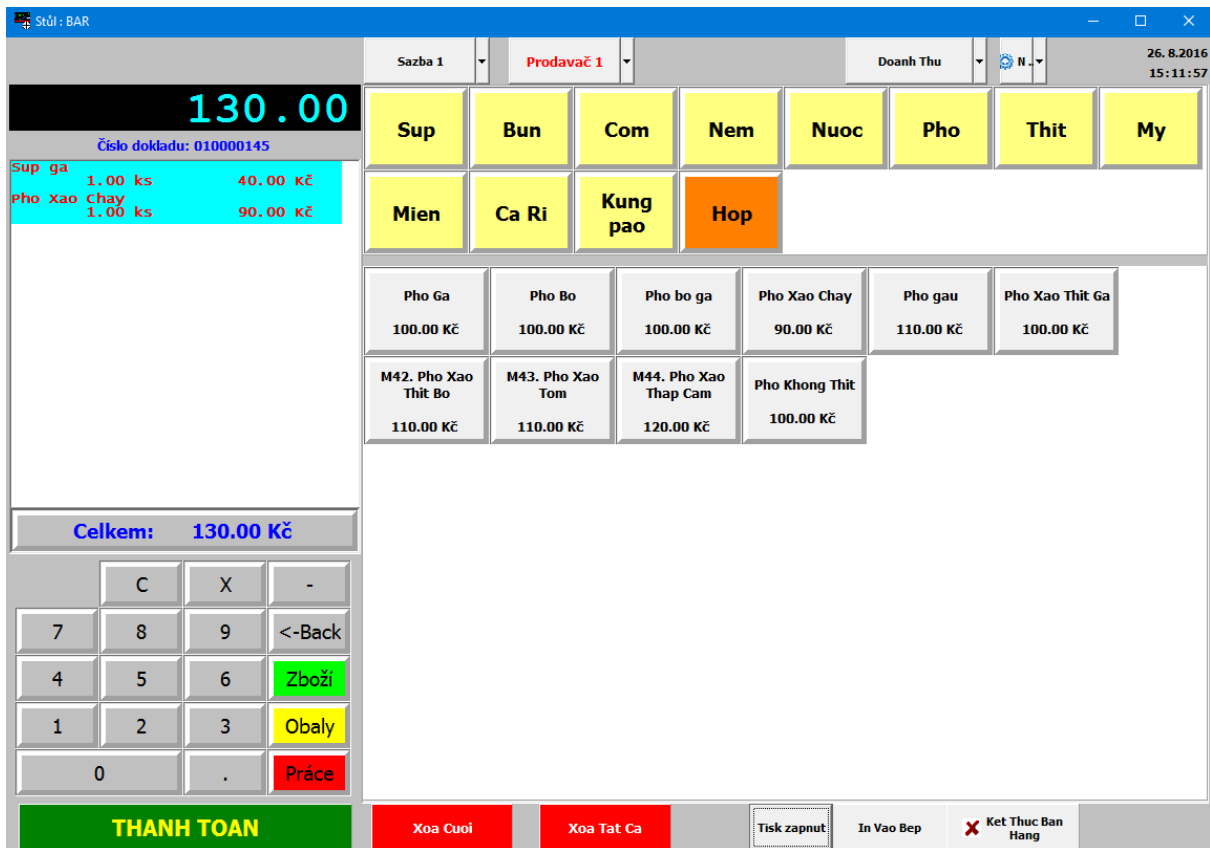 Stůl : BAR
Sazba 1
Prodavač 1
Doanh Thu
N .
26. 8.2016
15:11:57
130.00
Číslo dokladu: 010000145
Sup ga
1.00 ks 40.00 Kč
Pho Xao Chay
1.00 ks 90.00 Kč
Celkem: 130.00 Kč
C X -
7 8 9 <-Back
4 5 6 Zboží
1 2 3 Obaly
0 . Práce
THANH TOAN
Sup Bun Com Nem Nuoc Pho Thit My
Mien Ca Ri Kung pao Hop
Pho Ga
100.00 Kč
Pho Bo
100.00 Kč
Pho bo ga
100.00 Kč
Pho Xao Chay
90.00 Kč
Pho gau
110.00 Kč
Pho Xao Thit Ga
100.00 Kč
M42. Pho Xao
Thit Bo
110.00 Kč
M43. Pho Xao
Tom
110.00 Kč
M44. Pho Xao
Thap Cam
120.00 Kč
Pho Khong Thit
100.00 Kč
Xoa Cuoi
Xoa Tat Ca
Tisk zapnut
In Vao Bep
Ket Thuc Ban
Hang